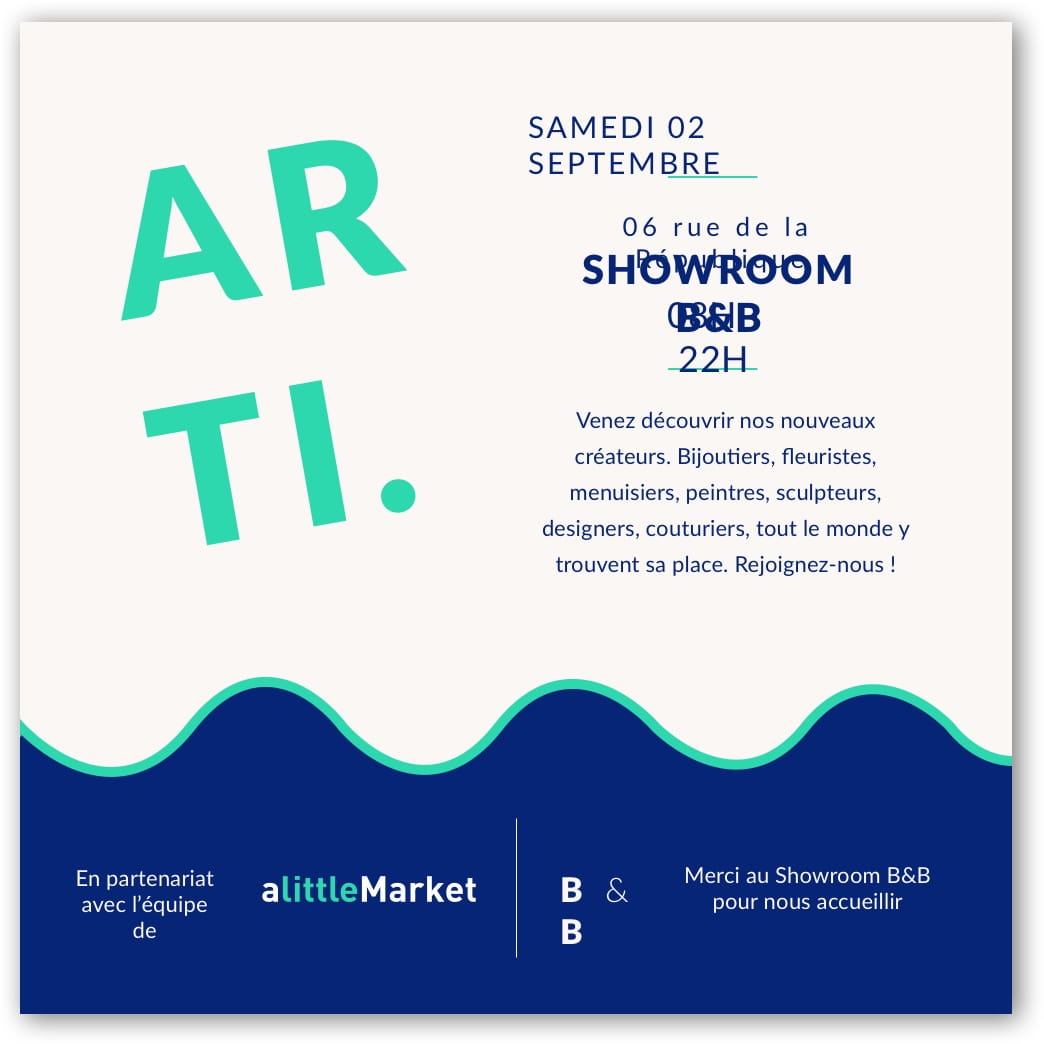 AR
TI.
SAMEDI 02
SEPTEMBRE
06 rue de la
République
SHOWROOM
B&B
08H
22H
Venez découvrir nos nouveaux
créateurs. Bijoutiers, fleuristes,
menuisiers, peintres, sculpteurs,
designers, couturiers, tout le monde y
trouvent sa place. Rejoignez-nous !
En partenariat
avec l’équipe
de
alittleMarket
B &
B
Merci au Showroom B&B
pour nous accueillir